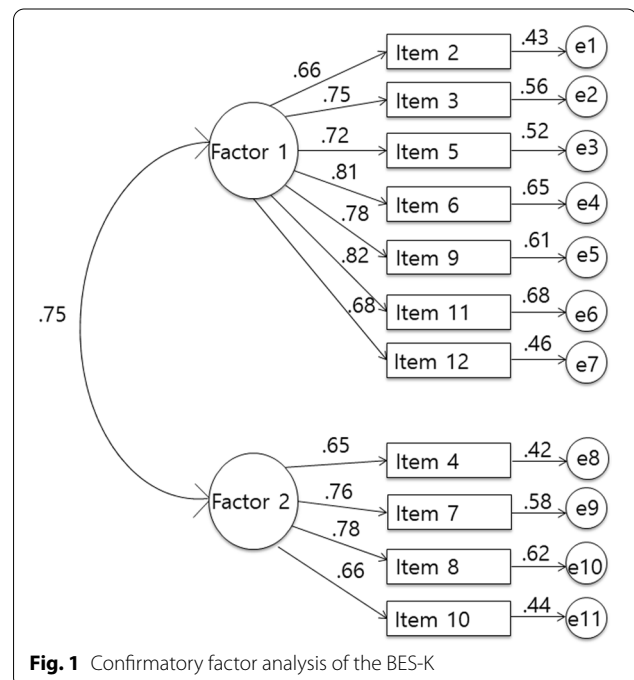 .66 Item 2 .43 e1
.75 Item 3 .56 e2
Factor 1 .72 Item 5 .52 e3
.81 Item 6 .65 e4
.78 Item 9 .61 e5
.82 Item 11 .68 e6
.68 Item 12 .46 e7
.75
.65 Item 4 .42 e8
Factor 2 .76 Item 7 .58 e9
.78 Item 8 .62 e10
.66 Item 10 .44 e11
Fig. 1 Confirmatory factor analysis of the BES-K